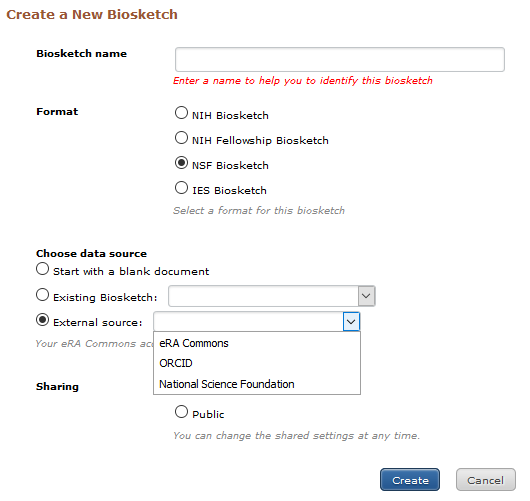 Create a New Biosketch
Biosketch name
Enter a name to help you to identify this biosketch
Format
NIH Biosketch
NIH Fellowship Biosketch
NSF Biosketch
IES Biosketch
Select a format for this biosketch
Choose data source
Start with a blank document
Existing Biosketch:
External source:
Your eRA Commons
eRA Commons
ORCID
National Science Foundation
Sharing
Public
You can change the shared settings at any time.
Create
Cancel